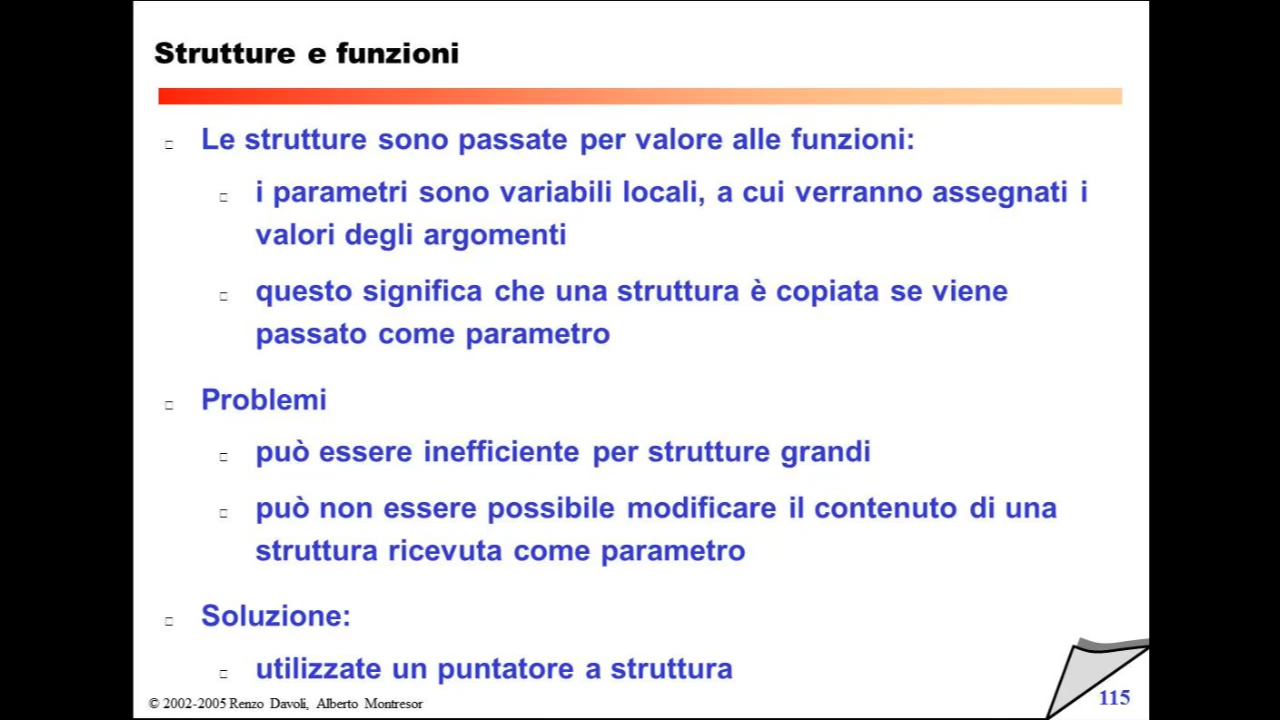 Strutture e funzioni
Le strutture sono passate per valore alle funzioni:
i parametri sono variabili locali, a cui verranno assegnati i
valori degli argomenti
questo significa che una struttura è copiata se viene
passato come parametro
Problemi
può essere inefficiente per strutture grandi
può non essere possibile modificare il contenuto di una
struttura ricevuta come parametro
Soluzione:
utilizzate un puntatore a struttura
© 2002-2005 Renzo Davoli, Alberto Montresor
115